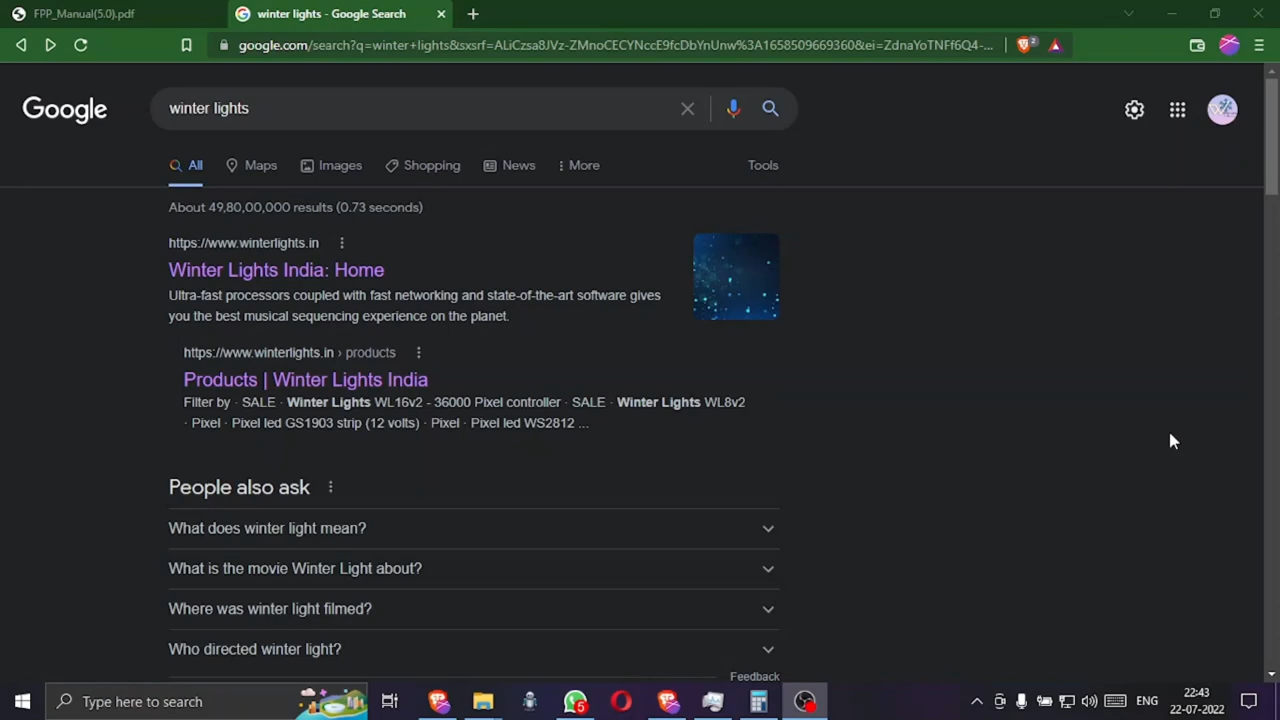 FPP_Manual(5.0).pdf
winter lights - Google Search
google.com/search?q=winter+lights&sxsrf=ALiCzsa8JVz-ZMnoCECYNccE9fcDbYnUnw%3A1658509669360&ei=ZdnaYoTNFf6Q4-...
2
Google
winter lights
All
Maps
Images
Shopping
News
More
Tools
About 49,80,00,000 results (0.73 seconds)
https://www.winterlights.in
Winter Lights India: Home
Ultra-fast processors coupled with fast networking and state-of-the-art software gives
you the best musical sequencing experience on the planet.
https://www.winterlights.in › products
Products | Winter Lights India
Filter by · SALE · Winter Lights WL16v2 - 36000 Pixel controller · SALE · Winter Lights WL8v2
· Pixel · Pixel led GS1903 strip (12 volts) · Pixel · Pixel led WS2812 ...
People also ask
What does winter light mean?
What is the movie Winter Light about?
Where was winter light filmed?
Who directed winter light?
Feedback
Type here to search
5
ENG
22:43
22-07-2022